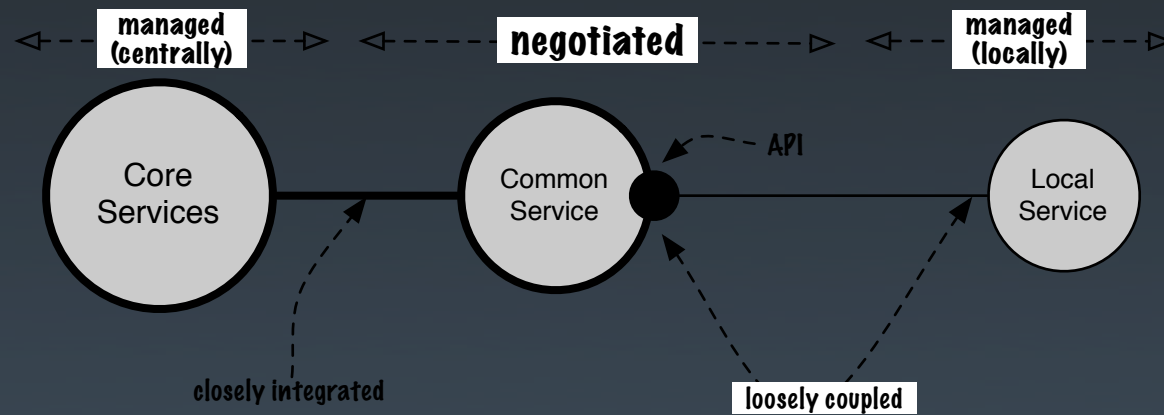 managed
(centrally)
negotiated
managed
(locally)
API
Core
Services
Common
Service
Local
Service
closely integrated
loosely coupled